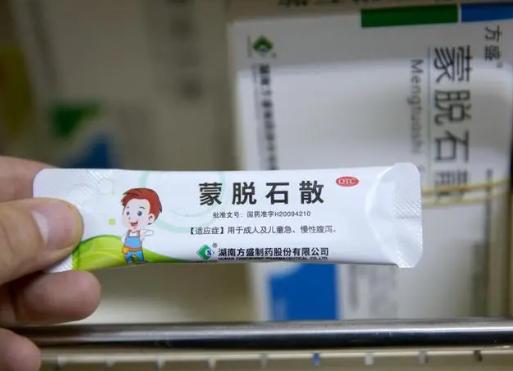 蒙脱石散
OTC
批准文号：国药准字H20094210
【适应症】用于成人及儿童急、慢性腹泻。
湖南方盛制药股份有限公司
方盛
蒙脱石散
Mengtuoshi